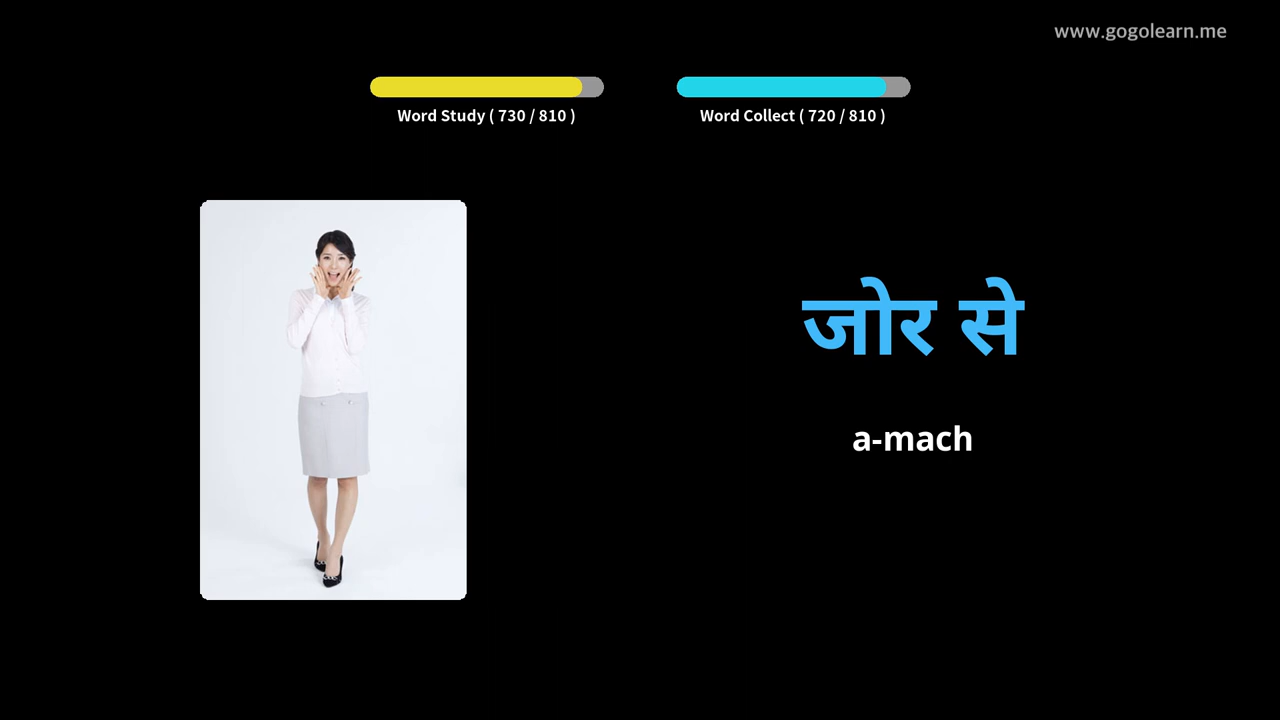 www.gogolearn.me
Word Study ( 730 / 810 )
Word Collect ( 720 / 810 )
जोर से
a-mach